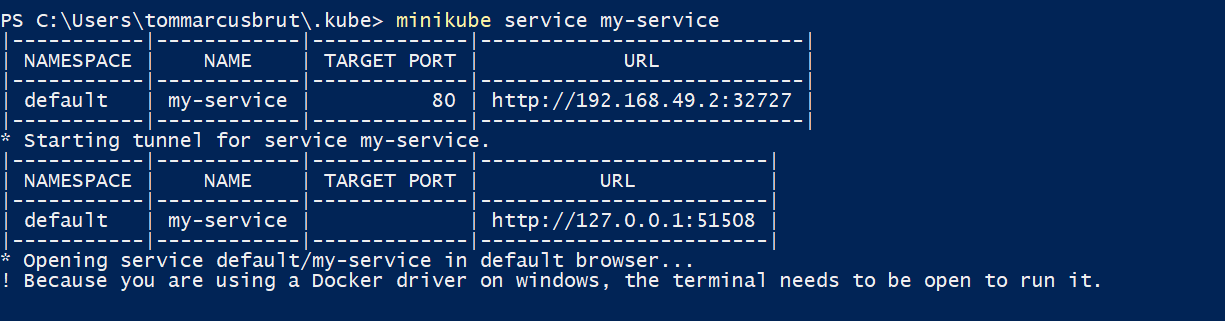 PS C:\Users\tommarcusbrut\.kube> minikube service my-service
|-----------|------------|-------------|---------------------------|
| NAMESPACE |    NAME    | TARGET PORT |            URL            |
|-----------|------------|-------------|---------------------------|
| default   | my-service |          80 | http://192.168.49.2:32727 |
|-----------|------------|-------------|---------------------------|
* Starting tunnel for service my-service.
|-----------|------------|-------------|------------------------|
| NAMESPACE |    NAME    | TARGET PORT |          URL           |
|-----------|------------|-------------|------------------------|
| default   | my-service |             | http://127.0.0.1:51508 |
|-----------|------------|-------------|------------------------|
* Opening service default/my-service in default browser...
! Because you are using a Docker driver on windows, the terminal needs to be open to run it.